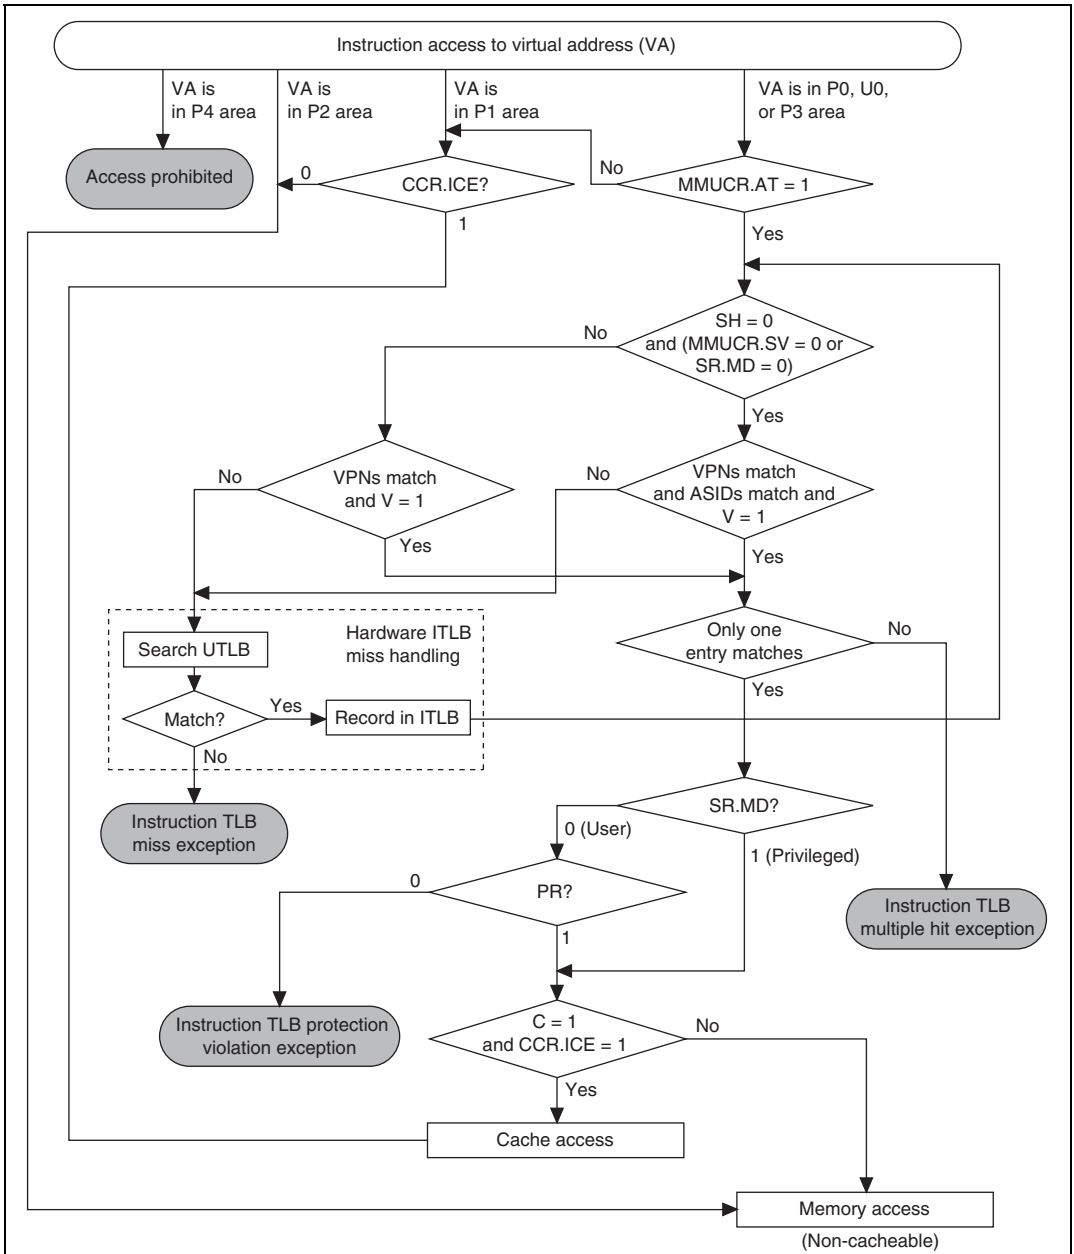 Instruction access to virtual address (VA)
VA is
in P4 area
VA is
in P2 area
VA is
in P1 area
VA is in P0, U0,
or P3 area
Access prohibited
0
CCR.ICE?
1
No
MMUCR.AT = 1
Yes
No
SH = 0
and (MMUCR.SV = 0 or
SR.MD = 0)
Yes
No
VPNs match
and V = 1
Yes
No
VPNs match
and ASIDs match and
V = 1
Yes
Hardware ITLB
miss handling
Search UTLB
Match?
Yes
Record in ITLB
No
Only one
entry matches
No
Yes
Instruction TLB
miss exception
SR.MD?
0 (User)
1 (Privileged)
0
PR?
1
Instruction TLB
multiple hit exception
Instruction TLB protection
violation exception
C = 1
and CCR.ICE = 1
No
Yes
Cache access
Memory access
(Non-cacheable)